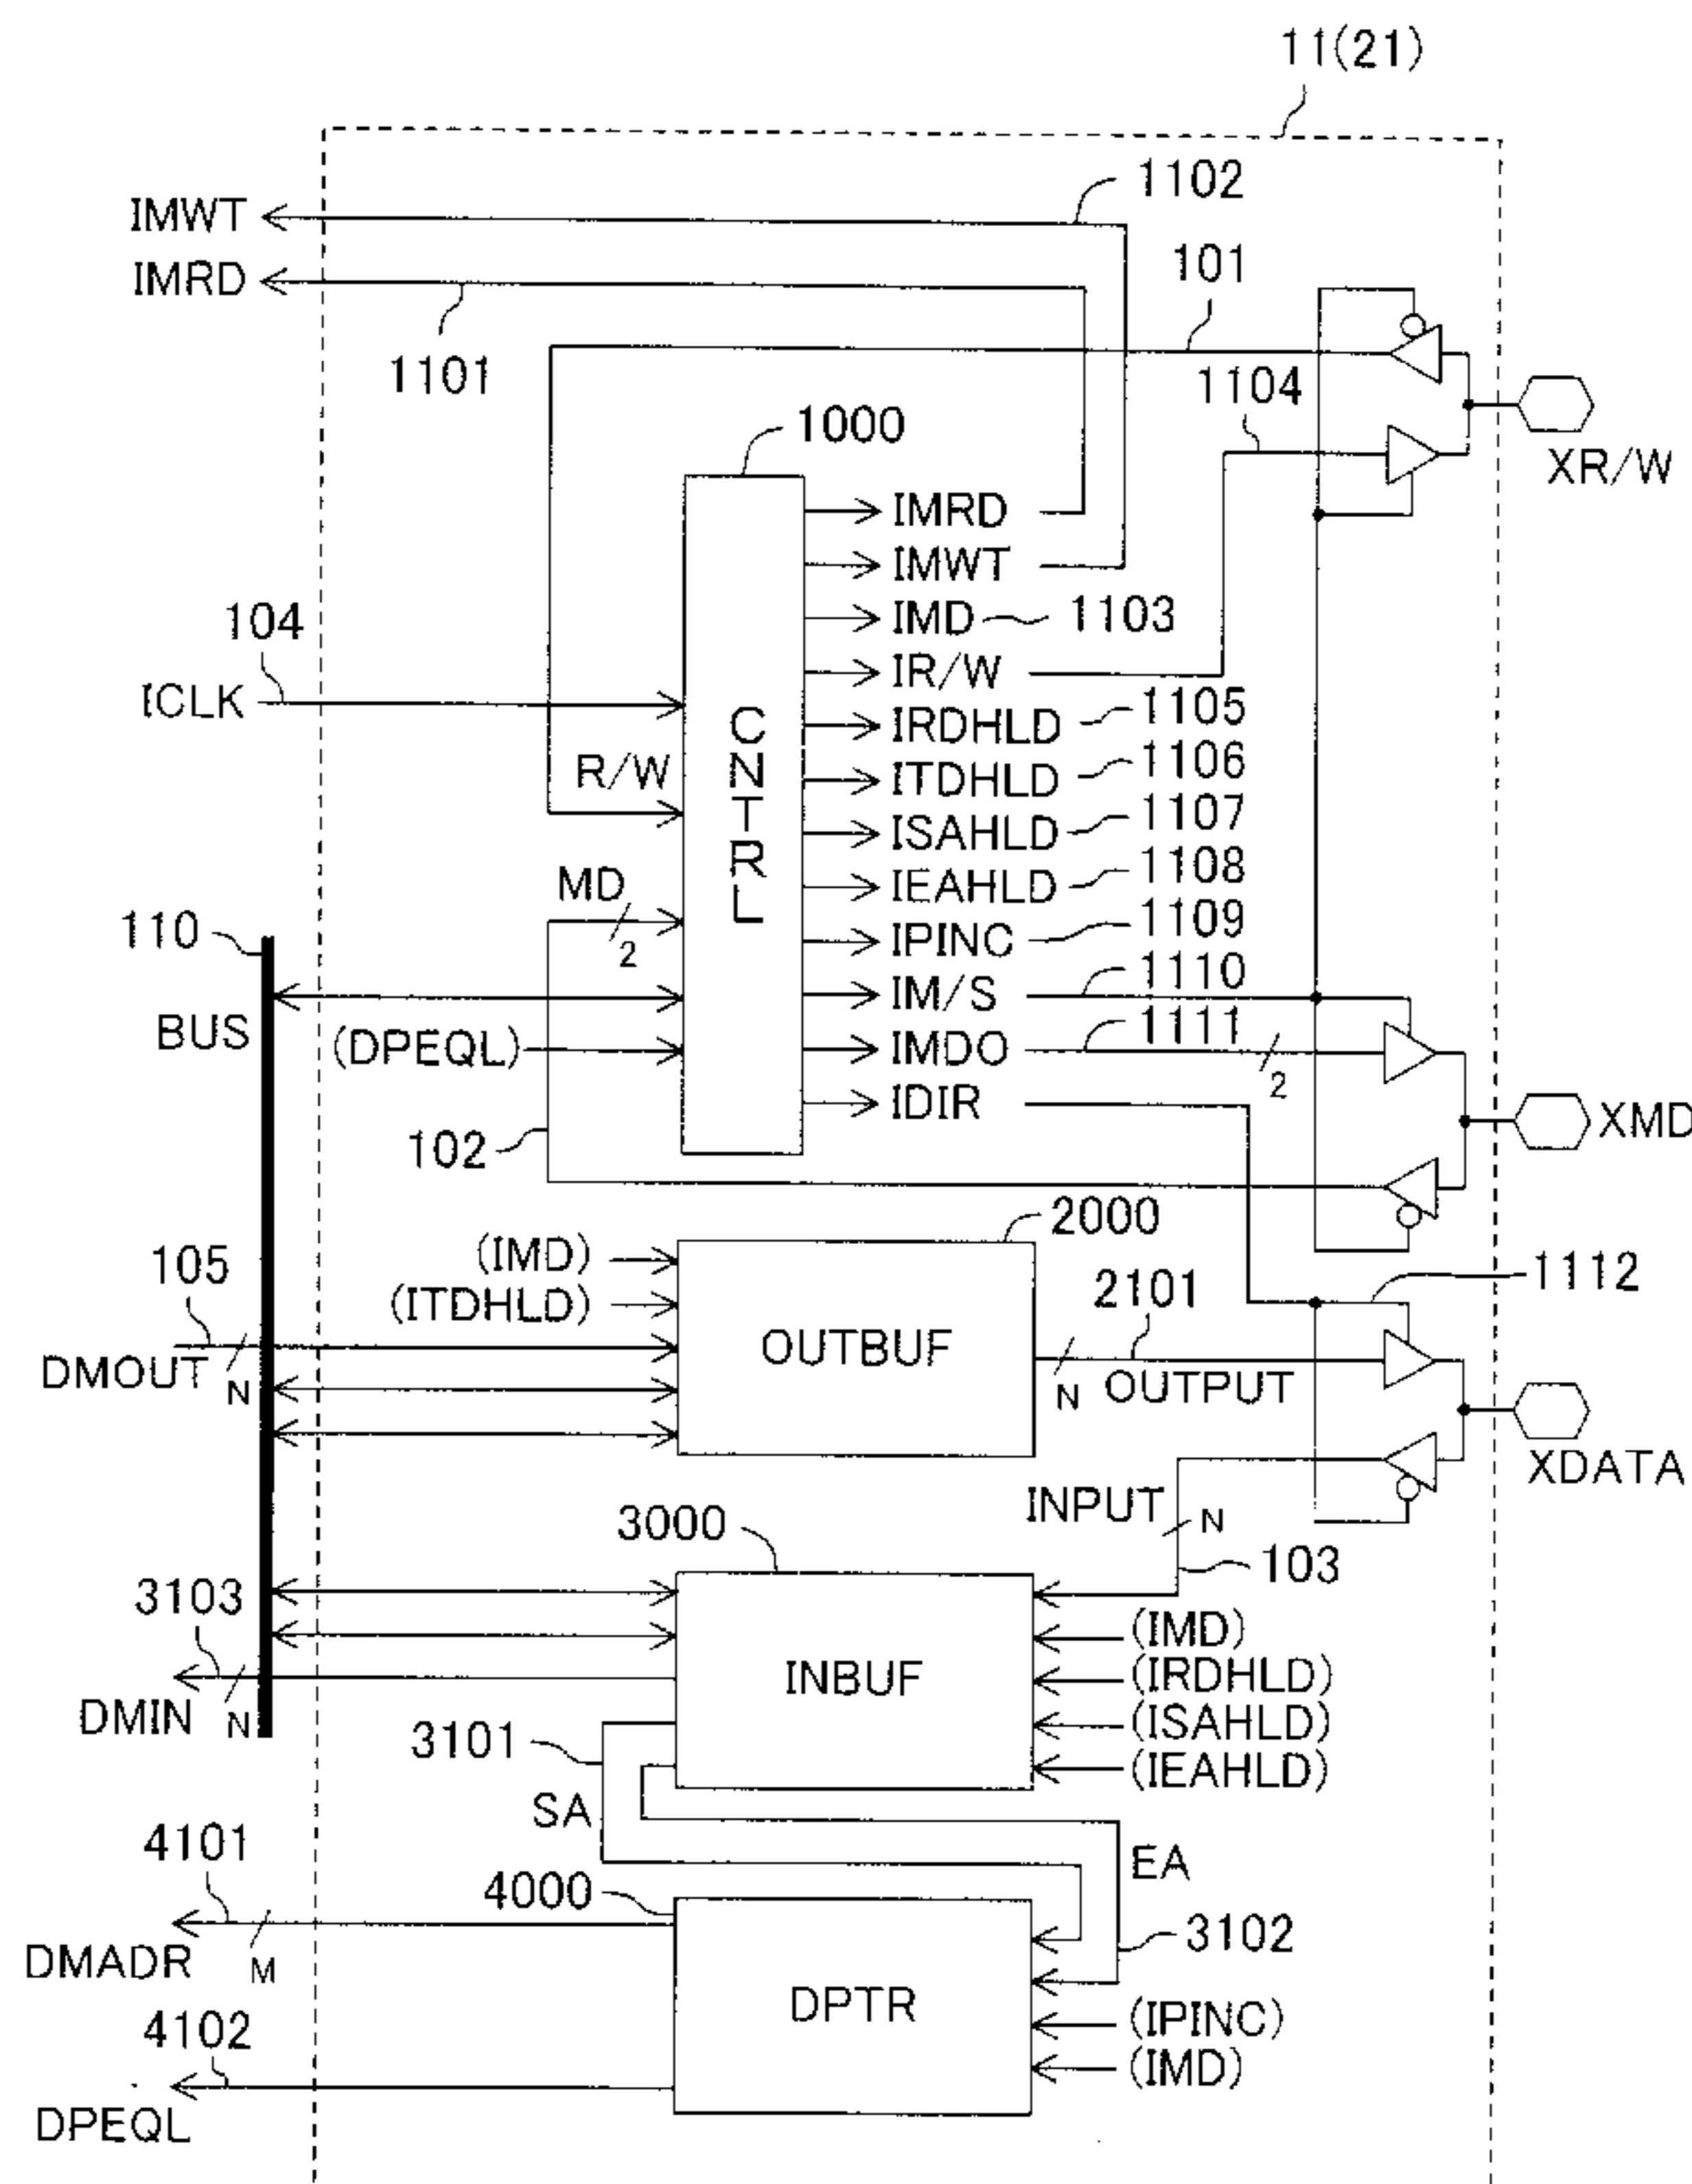 11(21)
IMWT
1102
IMRD
101
1101
1104
1000
XR/W
IMRD
IMWT
104
IMD
1103
ICLK
IR/W
CNTRL
IRDHLD
1105
R/W
ITDHLD
1106
ISAHLD
1107
MD
2
IEAHLD
1108
110
IPINC
1109
BUS
IM/S
1110
(DPEQL)
IMDO
1111
2
IDIR
XMD
102
2000
(IMD)
1112
105
(ITDHLD)
2101
OUTBUF
DMOUT
N
N
OUTPUT
XDATA
INPUT
N
3000
103
3103
(IMD)
INBUF
(IRDHLD)
DMIN
N
(ISAHLD)
3101
(IEAHLD)
SA
4101
EA
4000
3102
DMADR
M
DPTR
(IPINC)
4102
(IMD)
DPEQL